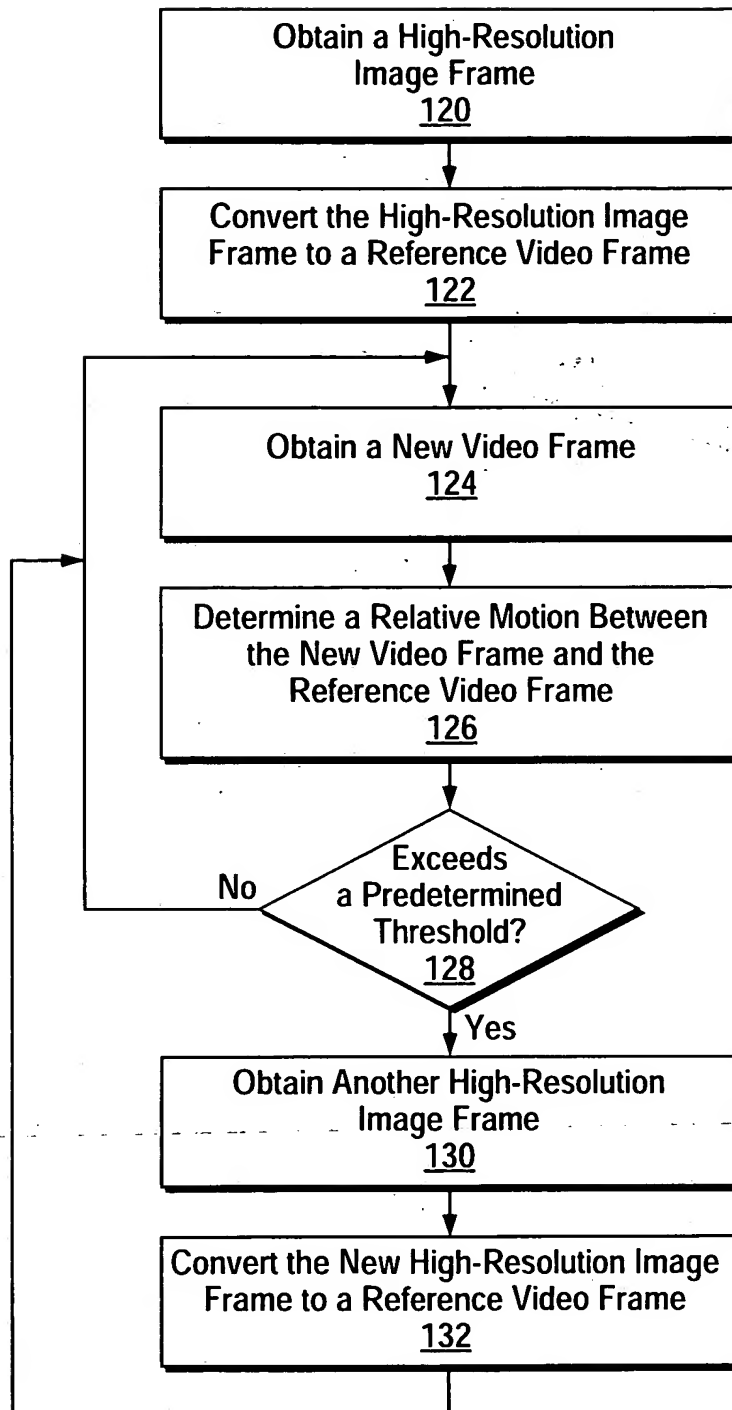 Obtain a High-Resolution
Image Frame
120
Convert the High-Resolution Image
Frame to a Reference Video Frame
122
Obtain a New Video Frame
124
Determine a Relative Motion Between
the New Video Frame and the
Reference Video Frame
126
Exceeds
a Predetermined
Threshold?
128
No
Yes
Obtain Another High-Resolution
Image Frame
130
Convert the New High-Resolution Image
Frame to a Reference Video Frame
132